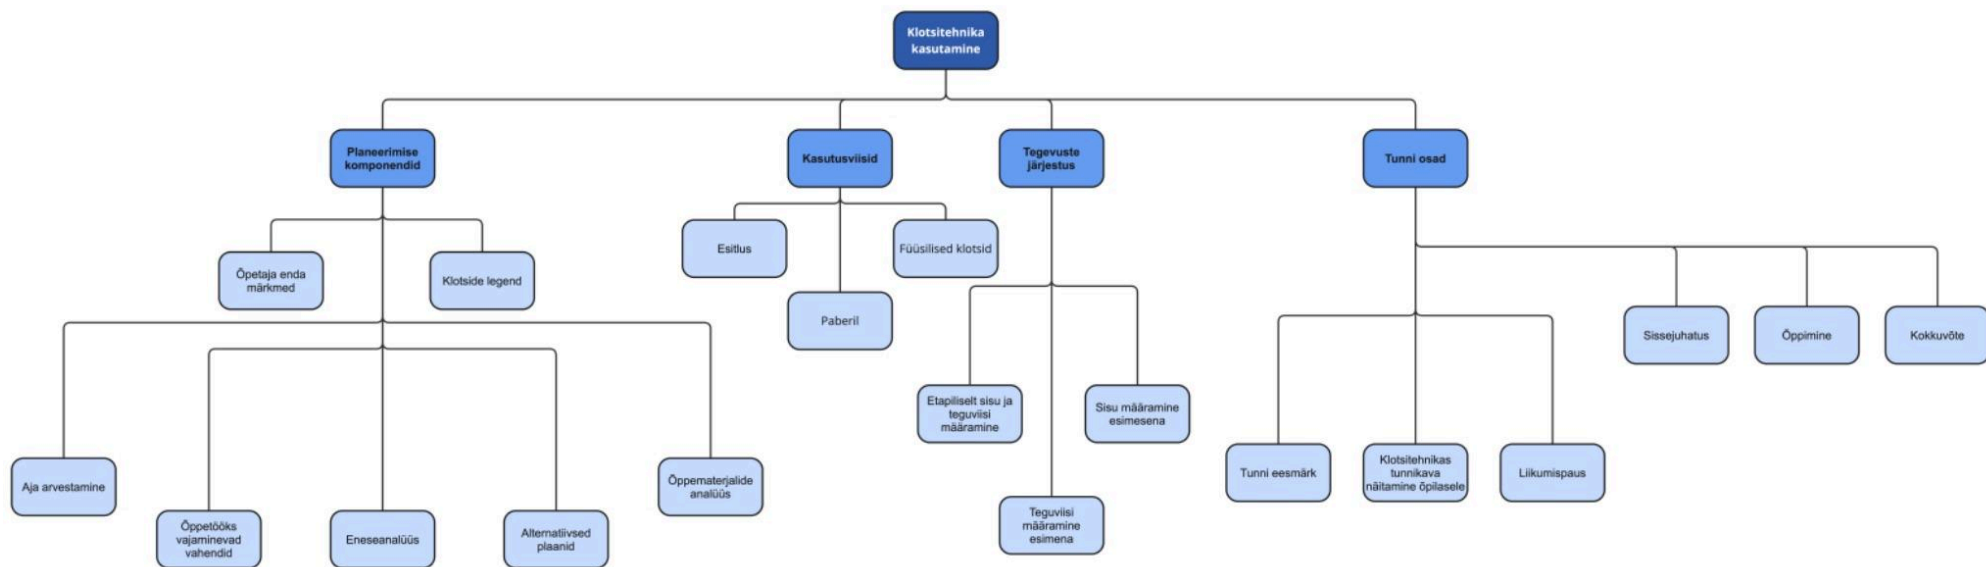 Klotsitehnika
kasutamine
Planeerimise
komponendid
Kasutusviisid
Tegevuste
järjestus
Tunni osad
Õpetaja enda
märkmed
Klotside legend
Esitlus
Füüsilised klotsid
Paberil
Aja arvestamine
Õppetööks
vajaminevad
vahendid
Eneseanalüüs
Alternatiivsed
plaanid
Õppematerjalide
analüüs
Etapiliselt sisu ja
teguviisi
määramine
Sisu määramine
esimesena
Teguviisi
määramine
esimena
Sissejuhatus
Õppimine
Kokkuvõte
Tunni eesmärk
Klotsitehnikas
tunnikava
näitamine õpilasele
Liikumispaus